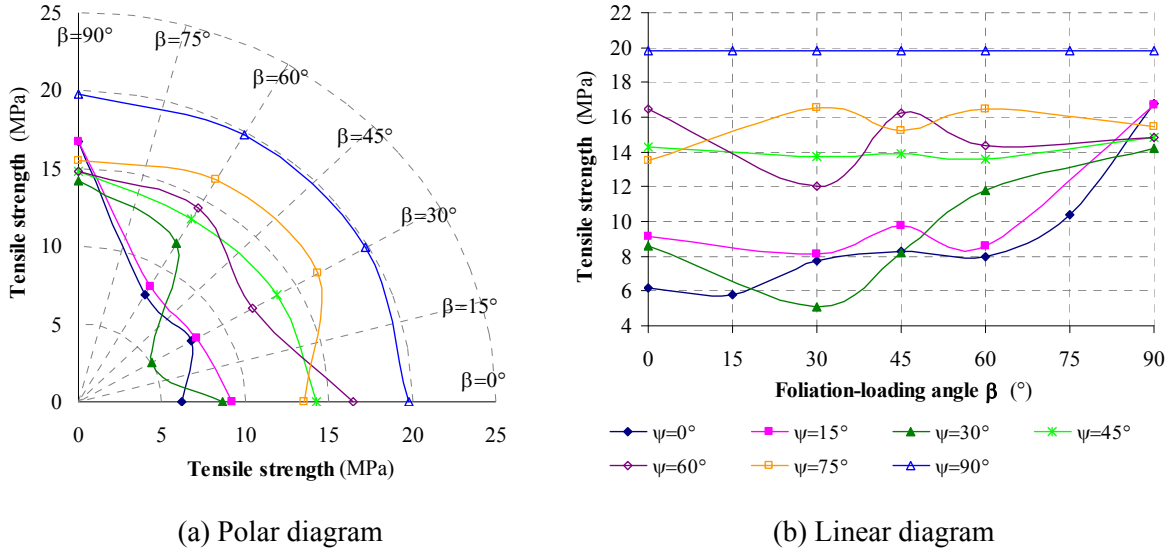 25
20
15
10
5
0
Tensile strength (MPa)
β=90°
β=75°
β=60°
β=45°
β=30°
β=15°
β=0°
0 5 10 15 20 25
Tensile strength (MPa)
(a) Polar diagram
22
20
18
16
14
12
10
8
6
4
Tensile strength (MPa)
0 15 30 45 60 75 90
Foliation-loading angle β (°)
ψ=0° ψ=15° ψ=30° ψ=45°
ψ=60° ψ=75° ψ=90°
(b) Linear diagram